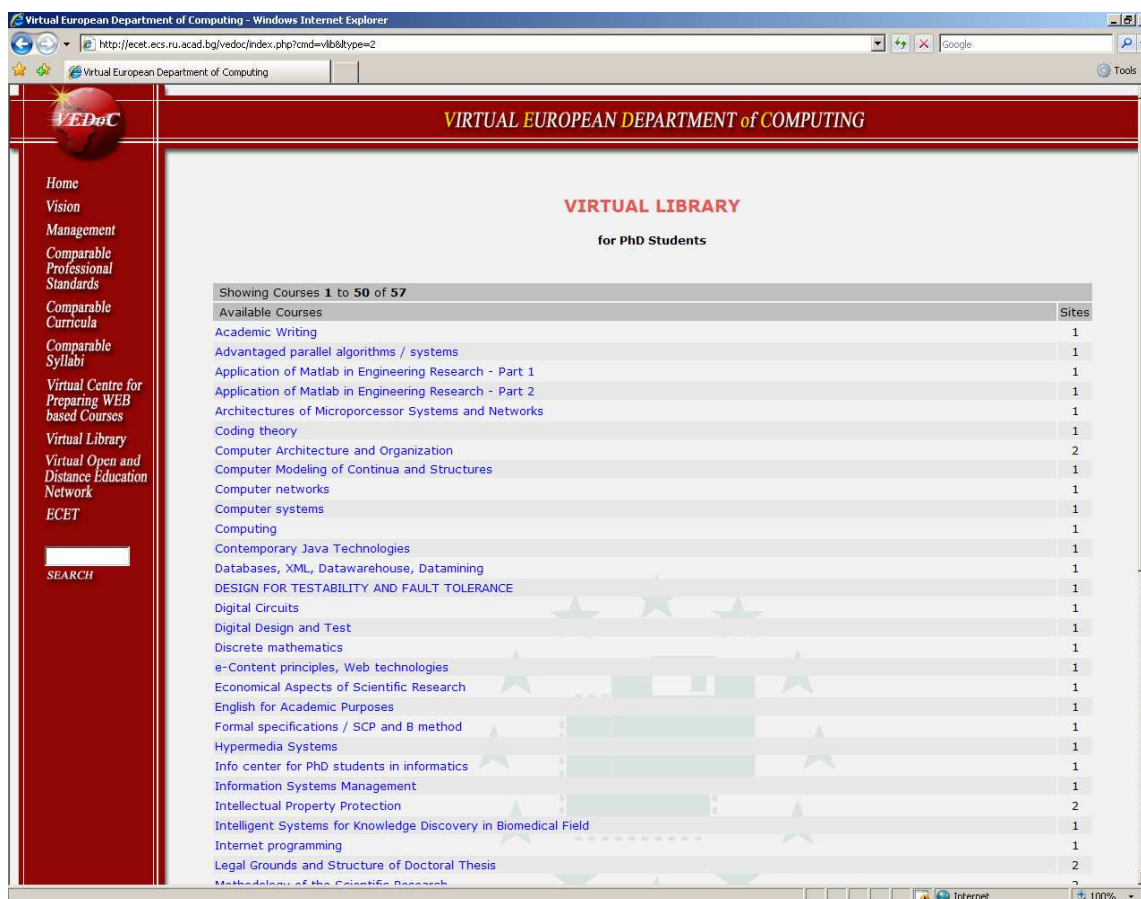 Virtual European Department of Computing - Windows Internet Explorer
http://ecet.ecs.ru.acad.bg/vedoc/index.php?cmd=vlib&ltype=2
Google
Virtual European Department of Computing
Tools
VEDoC
VIRTUAL EUROPEAN DEPARTMENT of COMPUTING
Home
Vision
Management
Comparable
Professional
Standards
Comparable
Curricula
Comparable
Syllabi
Virtual Centre for
Preparing WEB
based Courses
Virtual Library
Virtual Open and
Distance Education
Network
ECET
SEARCH
VIRTUAL LIBRARY
for PhD Students
Showing Courses 1 to 50 of 57
Available Courses Sites
Academic Writing 1
Advantaged parallel algorithms / systems 1
Application of Matlab in Engineering Research - Part 1 1
Application of Matlab in Engineering Research - Part 2 1
Architectures of Microporcessor Systems and Networks 1
Coding theory 1
Computer Architecture and Organization 2
Computer Modeling of Continua and Structures 1
Computer networks 1
Computer systems 1
Computing 1
Contemporary Java Technologies 1
Databases, XML, Datawarehouse, Datamining 1
DESIGN FOR TESTABILITY AND FAULT TOLERANCE 1
Digital Circuits 1
Digital Design and Test 1
Discrete mathematics 1
e-Content principles, Web technologies 1
Economical Aspects of Scientific Research 1
English for Academic Purposes 1
Formal specifications / SCP and B method 1
Hypermedia Systems 1
Info center for PhD students in informatics 1
Information Systems Management 1
Intellectual Property Protection 2
Intelligent Systems for Knowledge Discovery in Biomedical Field 1
Internet programming 1
Legal Grounds and Structure of Doctoral Thesis 2
Methodology of the Scientific Research
Internet
100%